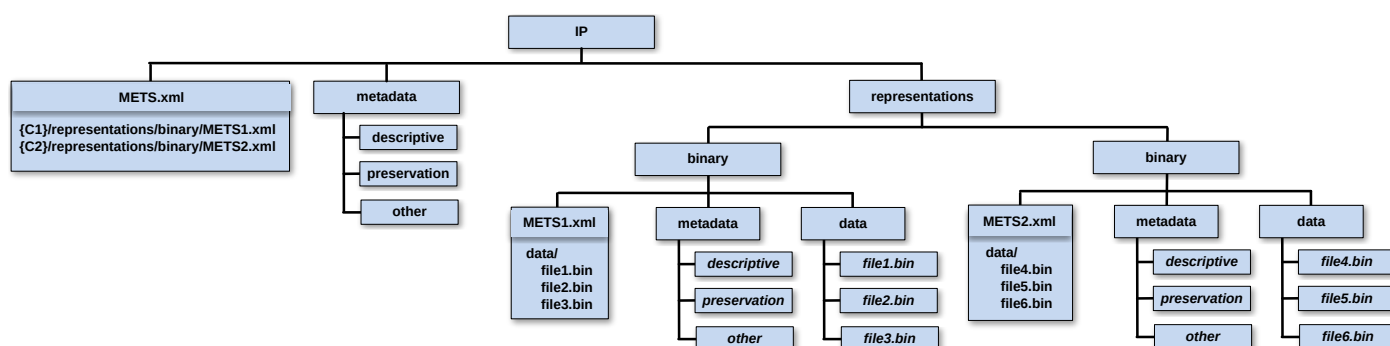 IP
METS.xml
{C1}/representations/binary/METS1.xml
{C2}/representations/binary/METS2.xml
metadata
descriptive
preservation
other
representations
binary
METS1.xml
data/
file1.bin
file2.bin
file3.bin
metadata
descriptive
preservation
other
data
file1.bin
file2.bin
file3.bin
binary
METS2.xml
data/
file4.bin
file5.bin
file6.bin
metadata
descriptive
preservation
other
data
file4.bin
file5.bin
file6.bin